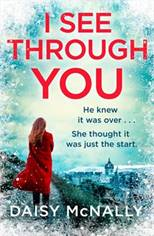 I SEE
THROUGH
YOU
He knew
it was over . . .
She thought it
was just the start.
DAISY McNALLY